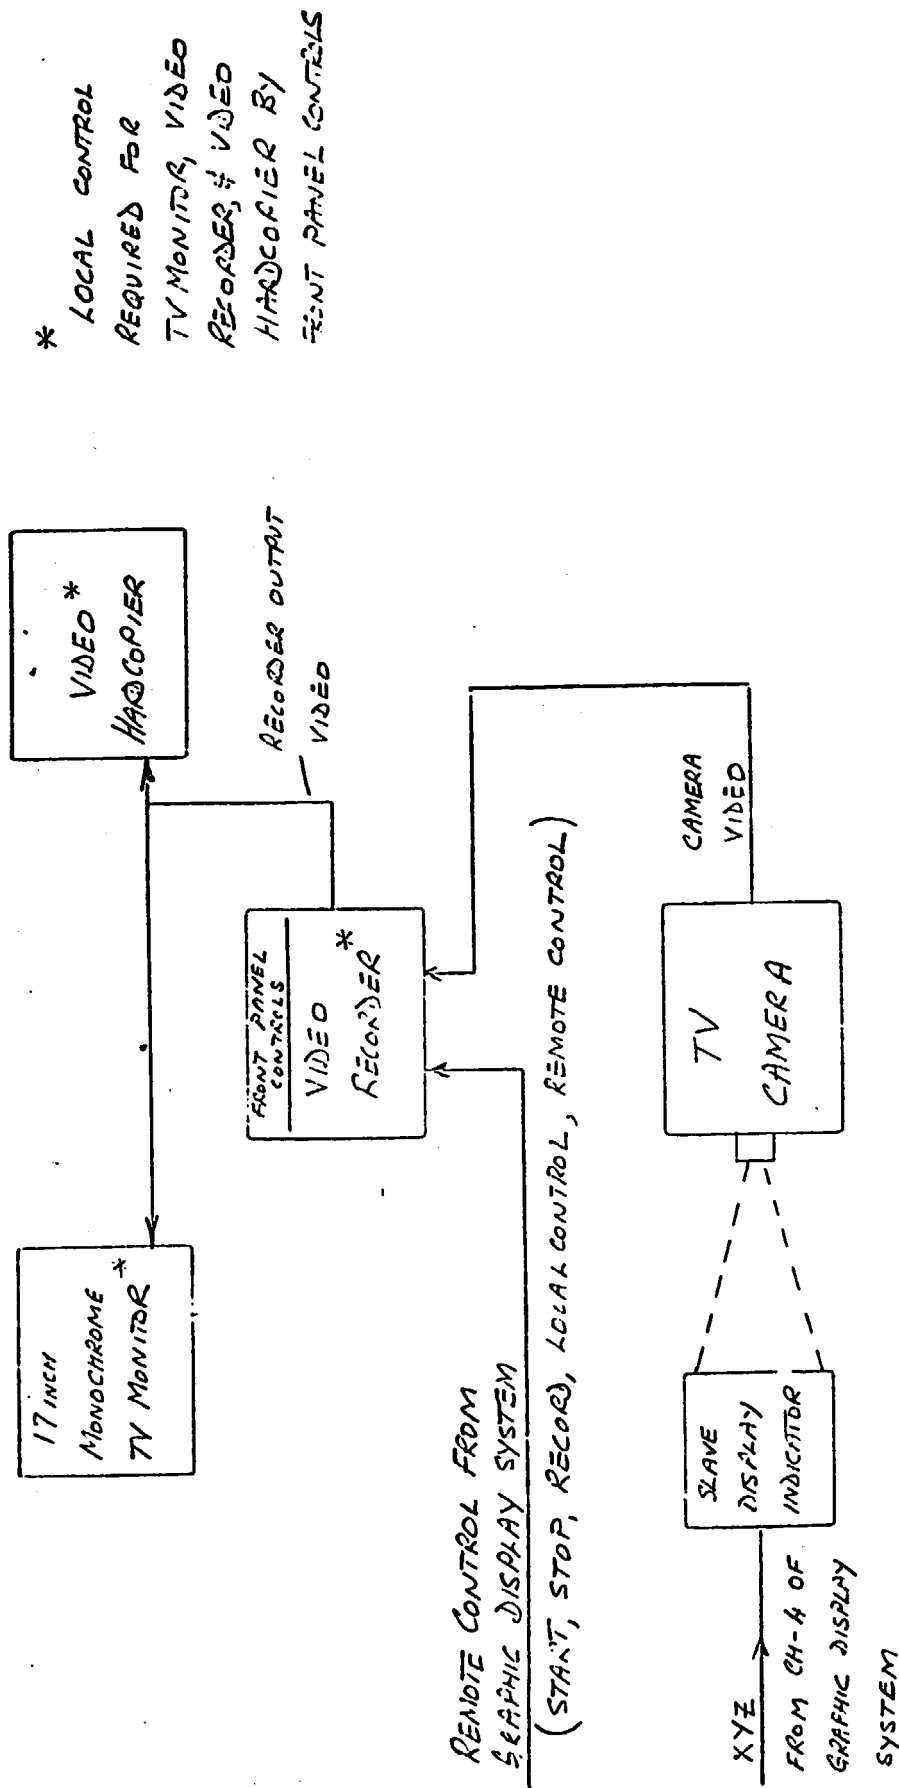 17 INCH
MONOCHROME
TV MONITOR *
VIDEO *
HARDCOPIER
*
LOCAL CONTROL
REQUIRED FOR
TV MONITOR, VIDEO
RECORDER, & VIDEO
HARDCOPIER BY
FRONT PANEL CONTROLS
FRONT PANEL
CONTROLS
VIDEO
RECORDER *
RECORDER OUTPUT
VIDEO
REMOTE CONTROL FROM
GRAPHIC DISPLAY SYSTEM
(START, STOP, RECORD, LOCAL CONTROL, REMOTE CONTROL)
SLAVE
DISPLAY
INDICATOR
TV
CAMERA
CAMERA
VIDEO
XYZ
FROM CH-A OF
GRAPHIC DISPLAY
SYSTEM